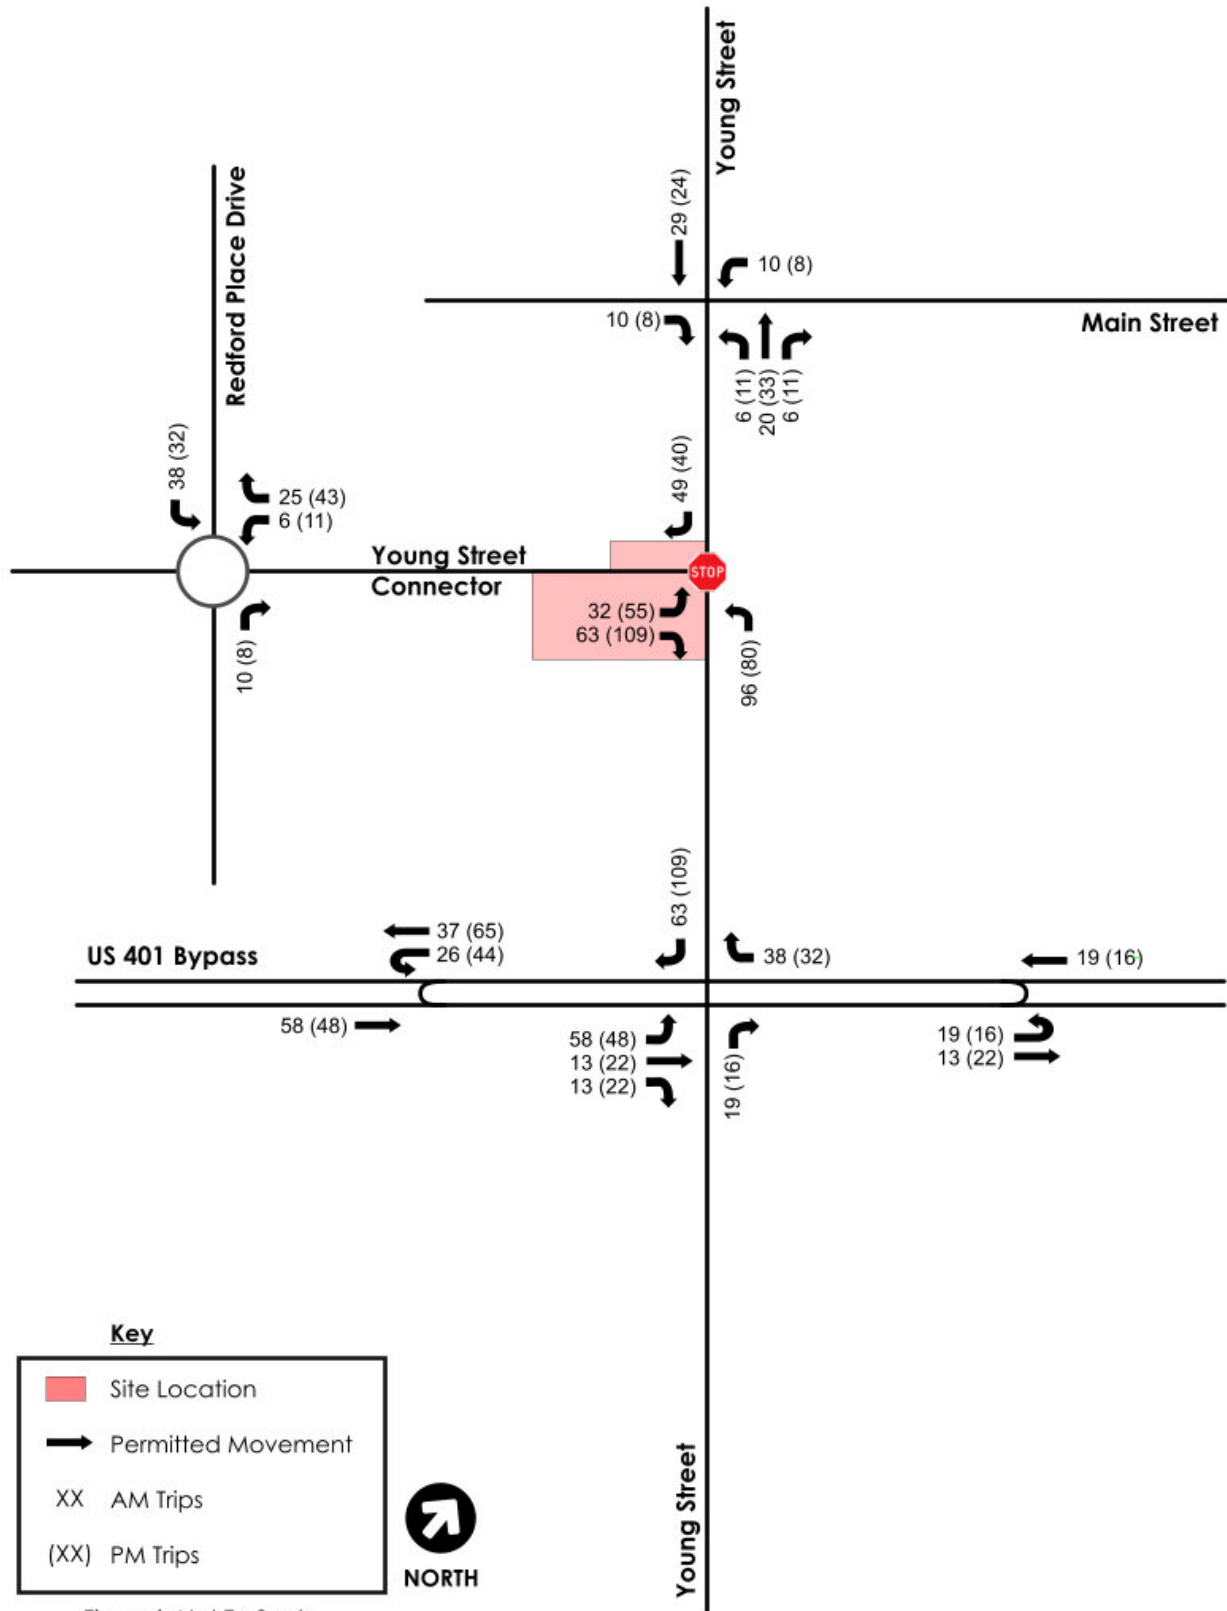 Young Street
29 (24)
10 (8)
Main Street
10 (8)
6 (11)
20 (33)
6 (11)
Redford Place Drive
38 (32)
25 (43)
6 (11)
49 (40)
Young Street
Connector
STOP
32 (55)
63 (109)
10 (8)
96 (80)
63 (109)
US 401 Bypass
37 (65)
26 (44)
38 (32)
19 (16)
58 (48)
58 (48)
13 (22)
13 (22)
19 (16)
19 (16)
13 (22)
Key
Site Location
Permitted Movement
XX AM Trips
(XX) PM Trips
NORTH
Young Street